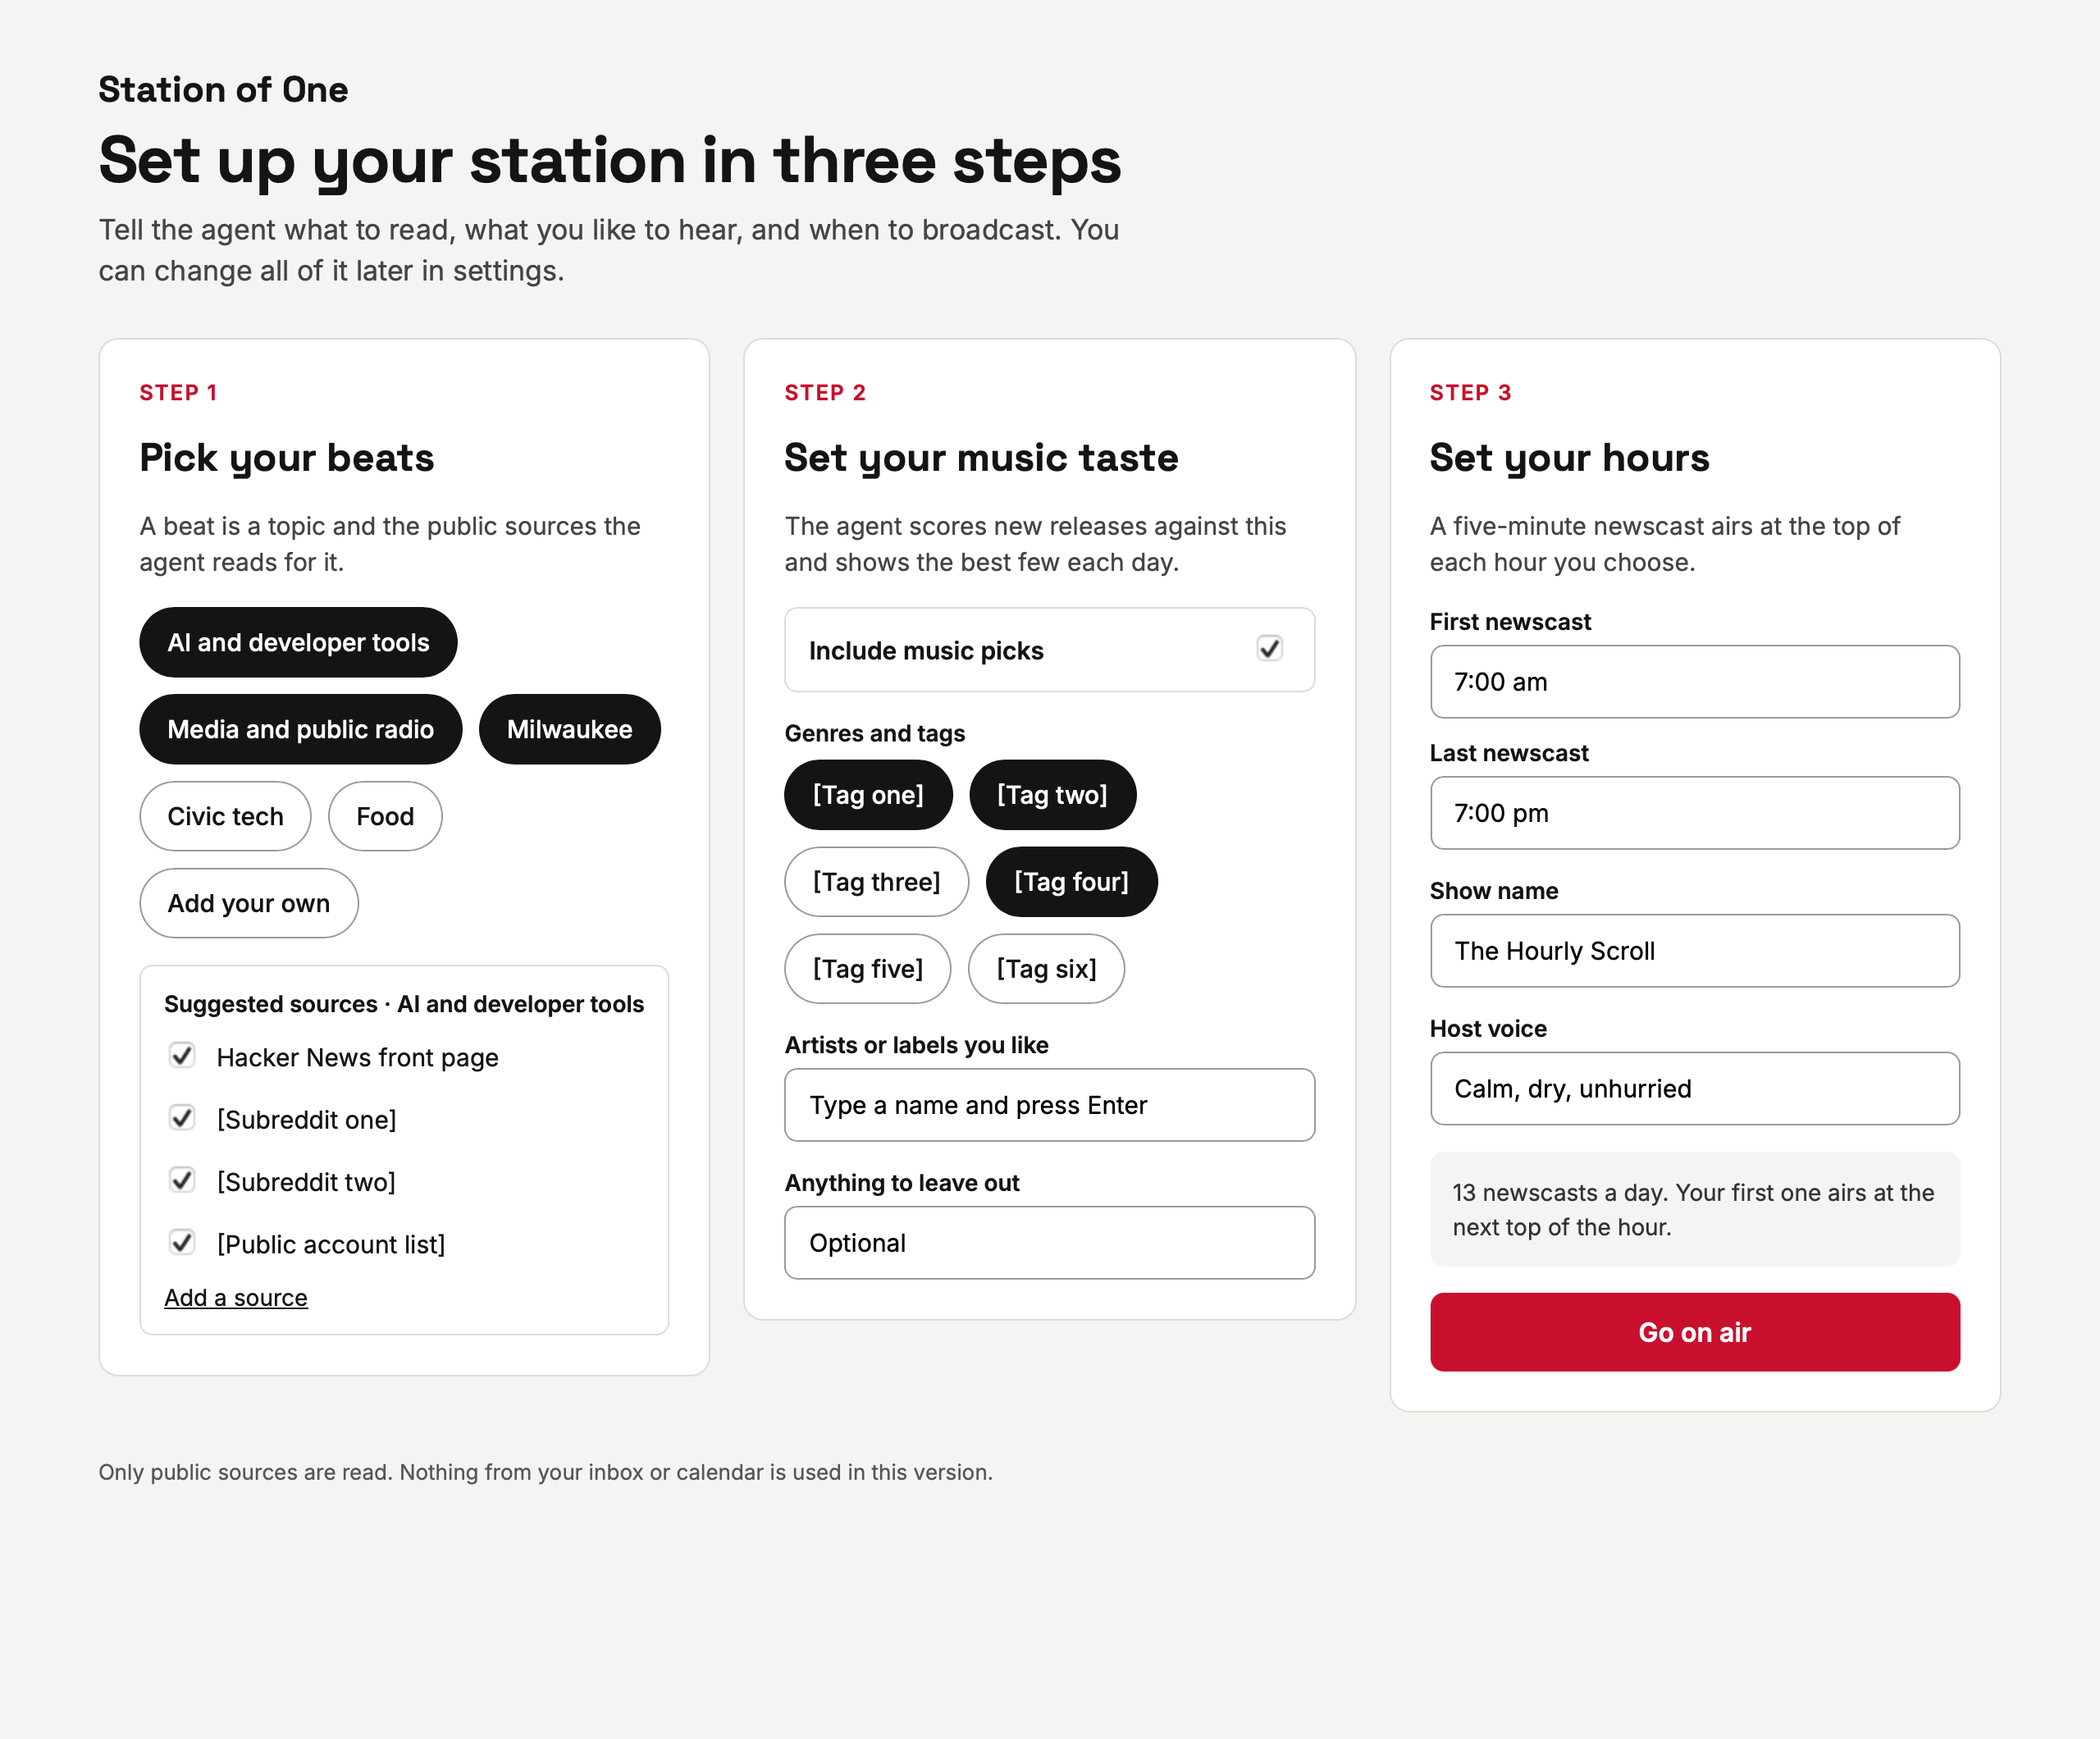 Station of One
Set up your station in three steps
Tell the agent what to read, what you like to hear, and when to broadcast. You
can change all of it later in settings.
STEP 1
Pick your beats
A beat is a topic and the public sources the
agent reads for it.
AI and developer tools
Media and public radio
Milwaukee
Civic tech
Food
Add your own
Suggested sources · AI and developer tools
Hacker News front page
[Subreddit one]
[Subreddit two]
[Public account list]
Add a source
STEP 2
Set your music taste
The agent scores new releases against this
and shows the best few each day.
Include music picks
Genres and tags
[Tag one]
[Tag two]
[Tag three]
[Tag four]
[Tag five]
[Tag six]
Artists or labels you like
Type a name and press Enter
Anything to leave out
Optional
STEP 3
Set your hours
A five-minute newscast airs at the top of
each hour you choose.
First newscast
7:00 am
Last newscast
7:00 pm
Show name
The Hourly Scroll
Host voice
Calm, dry, unhurried
13 newscasts a day. Your first one airs at the
next top of the hour.
Go on air
Only public sources are read. Nothing from your inbox or calendar is used in this version.